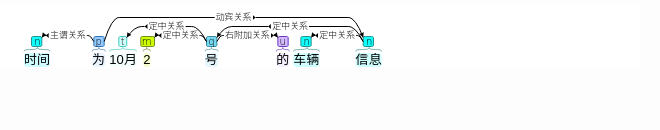 动宾关系
定中关系 定中关系
n 主谓关系 p t m 定中关系 q 右附加关系 u n 定中关系 n
时间 为 10月 2 号 的 车辆 信息